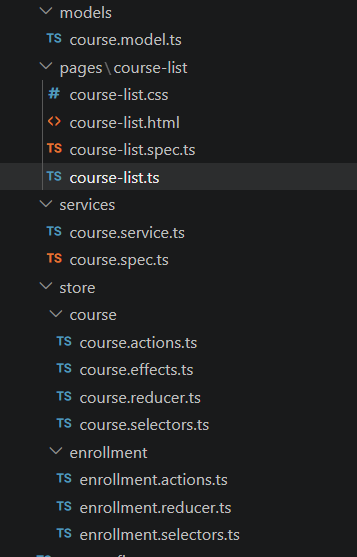 models
TS course.model.ts
pages\course-list
# course-list.css
<> course-list.html
TS course-list.spec.ts
TS course-list.ts
services
TS course.service.ts
TS course.spec.ts
store
course
TS course.actions.ts
TS course.effects.ts
TS course.reducer.ts
TS course.selectors.ts
enrollment
TS enrollment.actions.ts
TS enrollment.reducer.ts
TS enrollment.selectors.ts